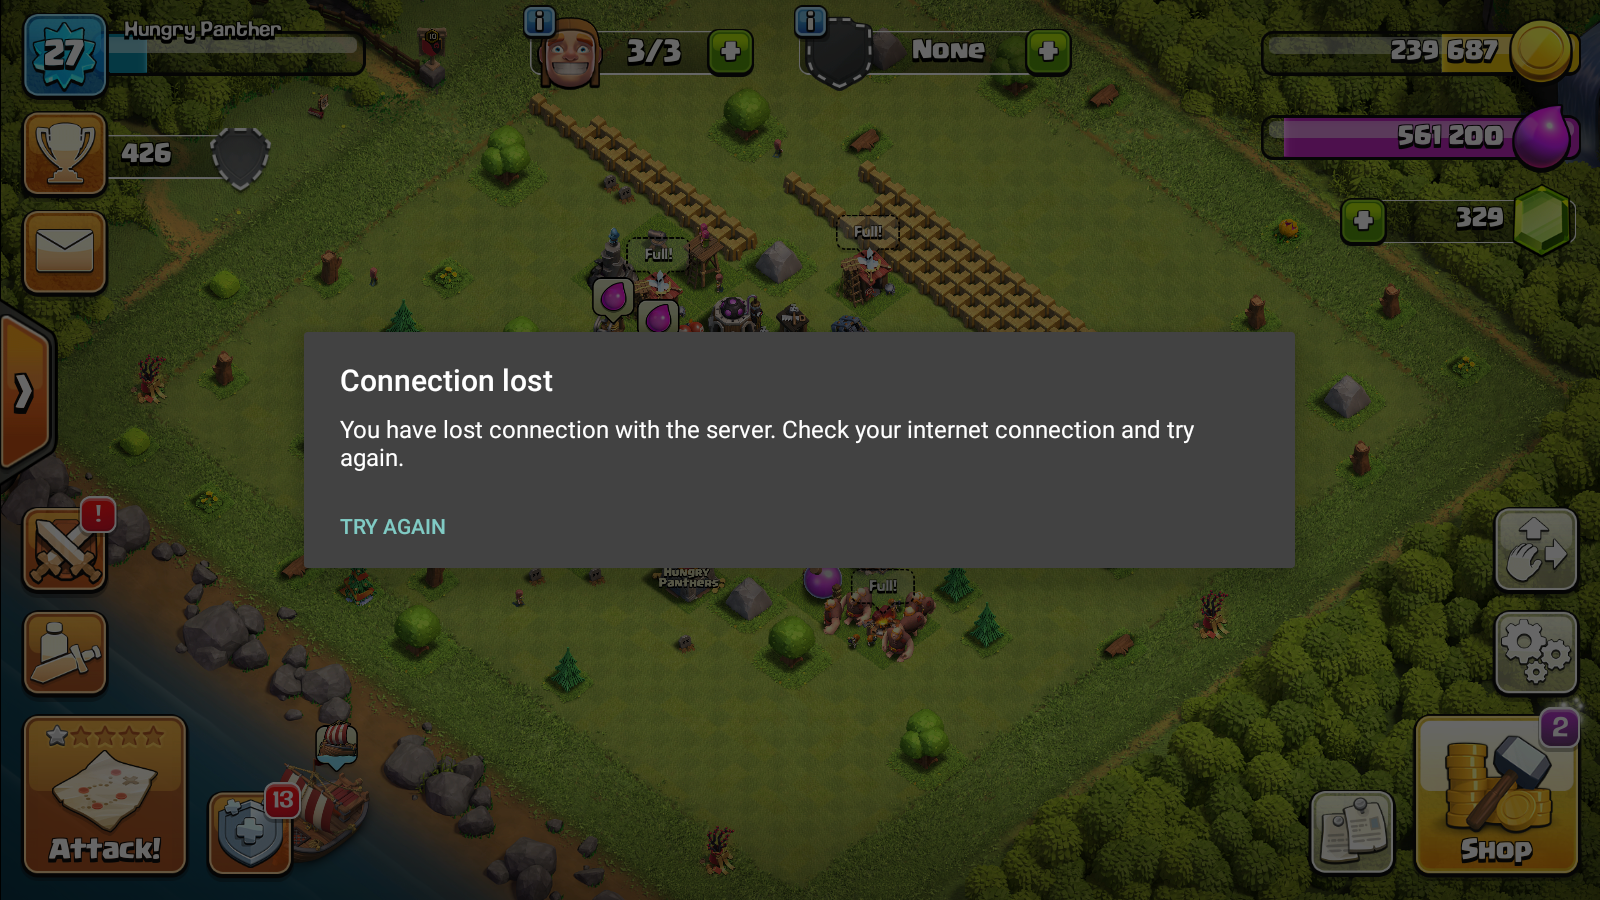 27
Hungry Panther
3/3
None
239 687
426
561 200
329
Full!
Full!
Connection lost
You have lost connection with the server. Check your internet connection and try
again.
TRY AGAIN
!
HUNGRY
PANTHERS
Full!
2
13
Attack!
Shop